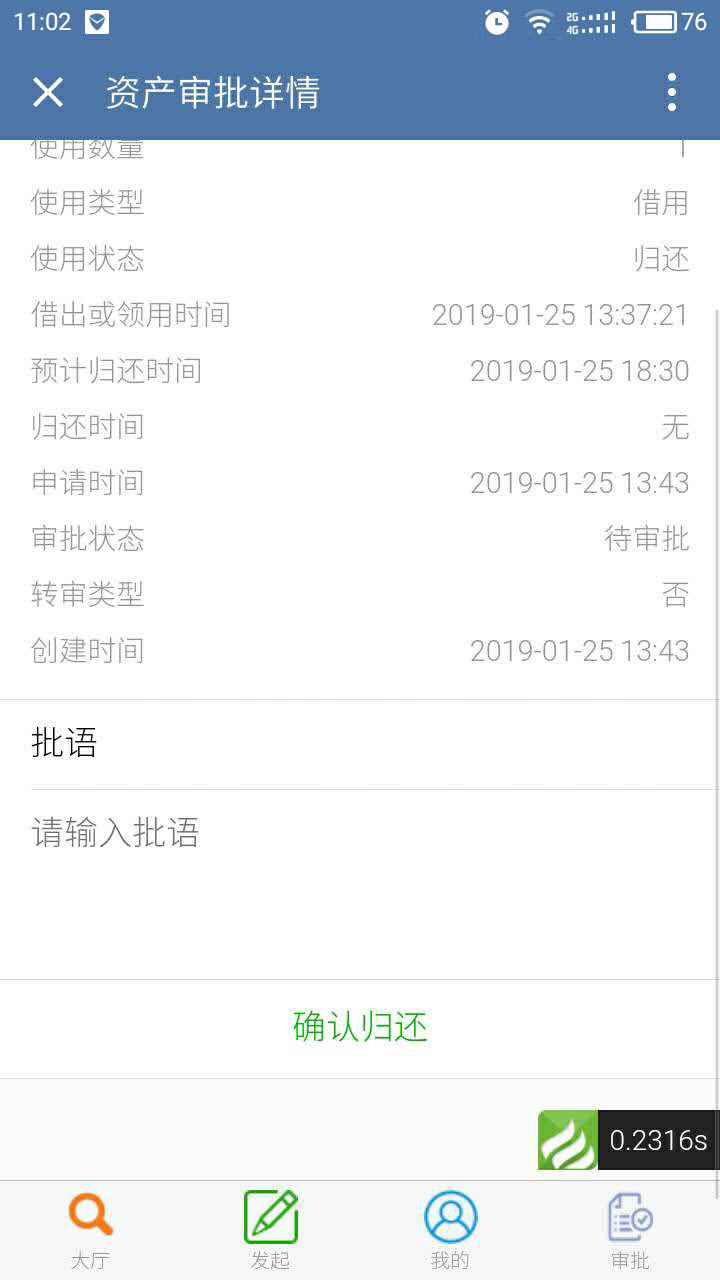 11:02 2G 4G 76
资产审批详情
使用数量 1
使用类型 借用
使用状态 归还
借出或领用时间 2019-01-25 13:37:21
预计归还时间 2019-01-25 18:30
归还时间 无
申请时间 2019-01-25 13:43
审批状态 待审批
转审类型 否
创建时间 2019-01-25 13:43
批语
请输入批语
确认归还
0.2316s
大厅 发起 我的 审批